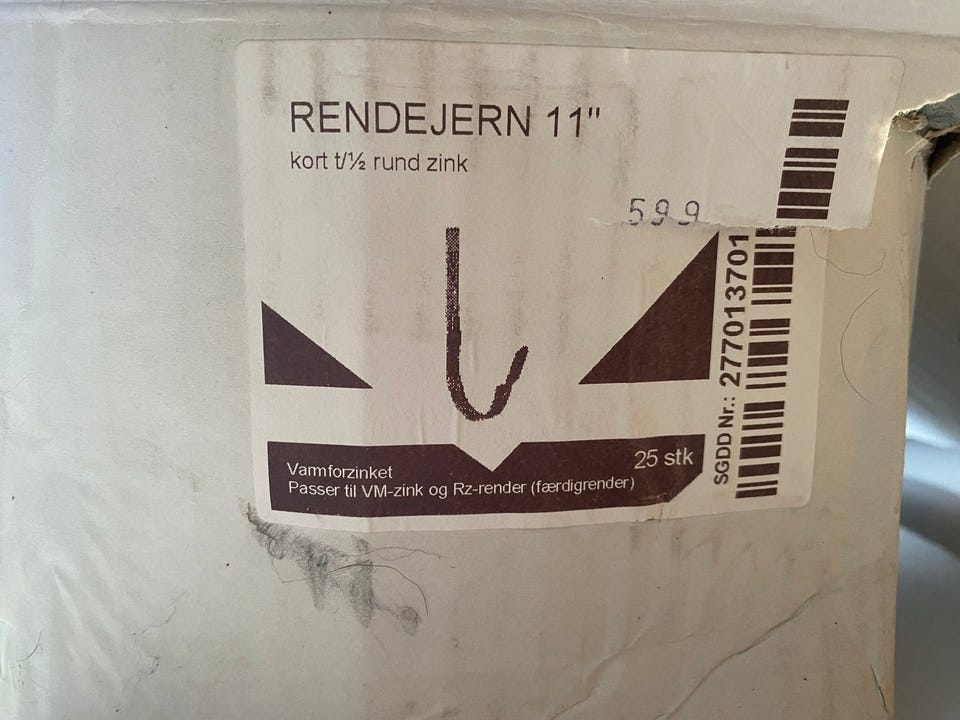 RENDEJERN 11"
kort t/½ rund zink
599
SGDD Nr.: 277013701
25 stk
Varmforzinket
Passer til VM-zink og Rz-render (færdigrender)